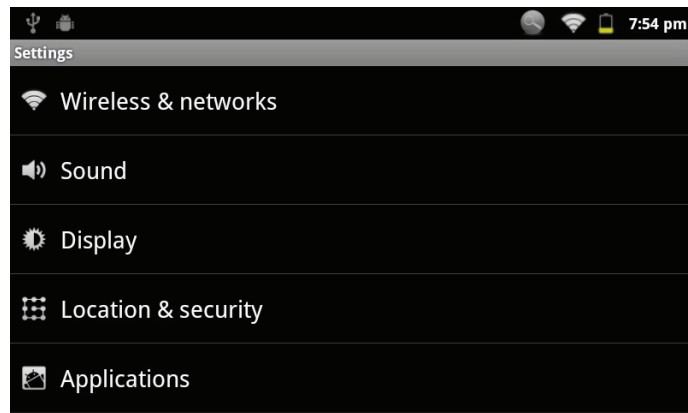 7:54 pm
Settings
Wireless & networks
Sound
Display
Location & security
Applications